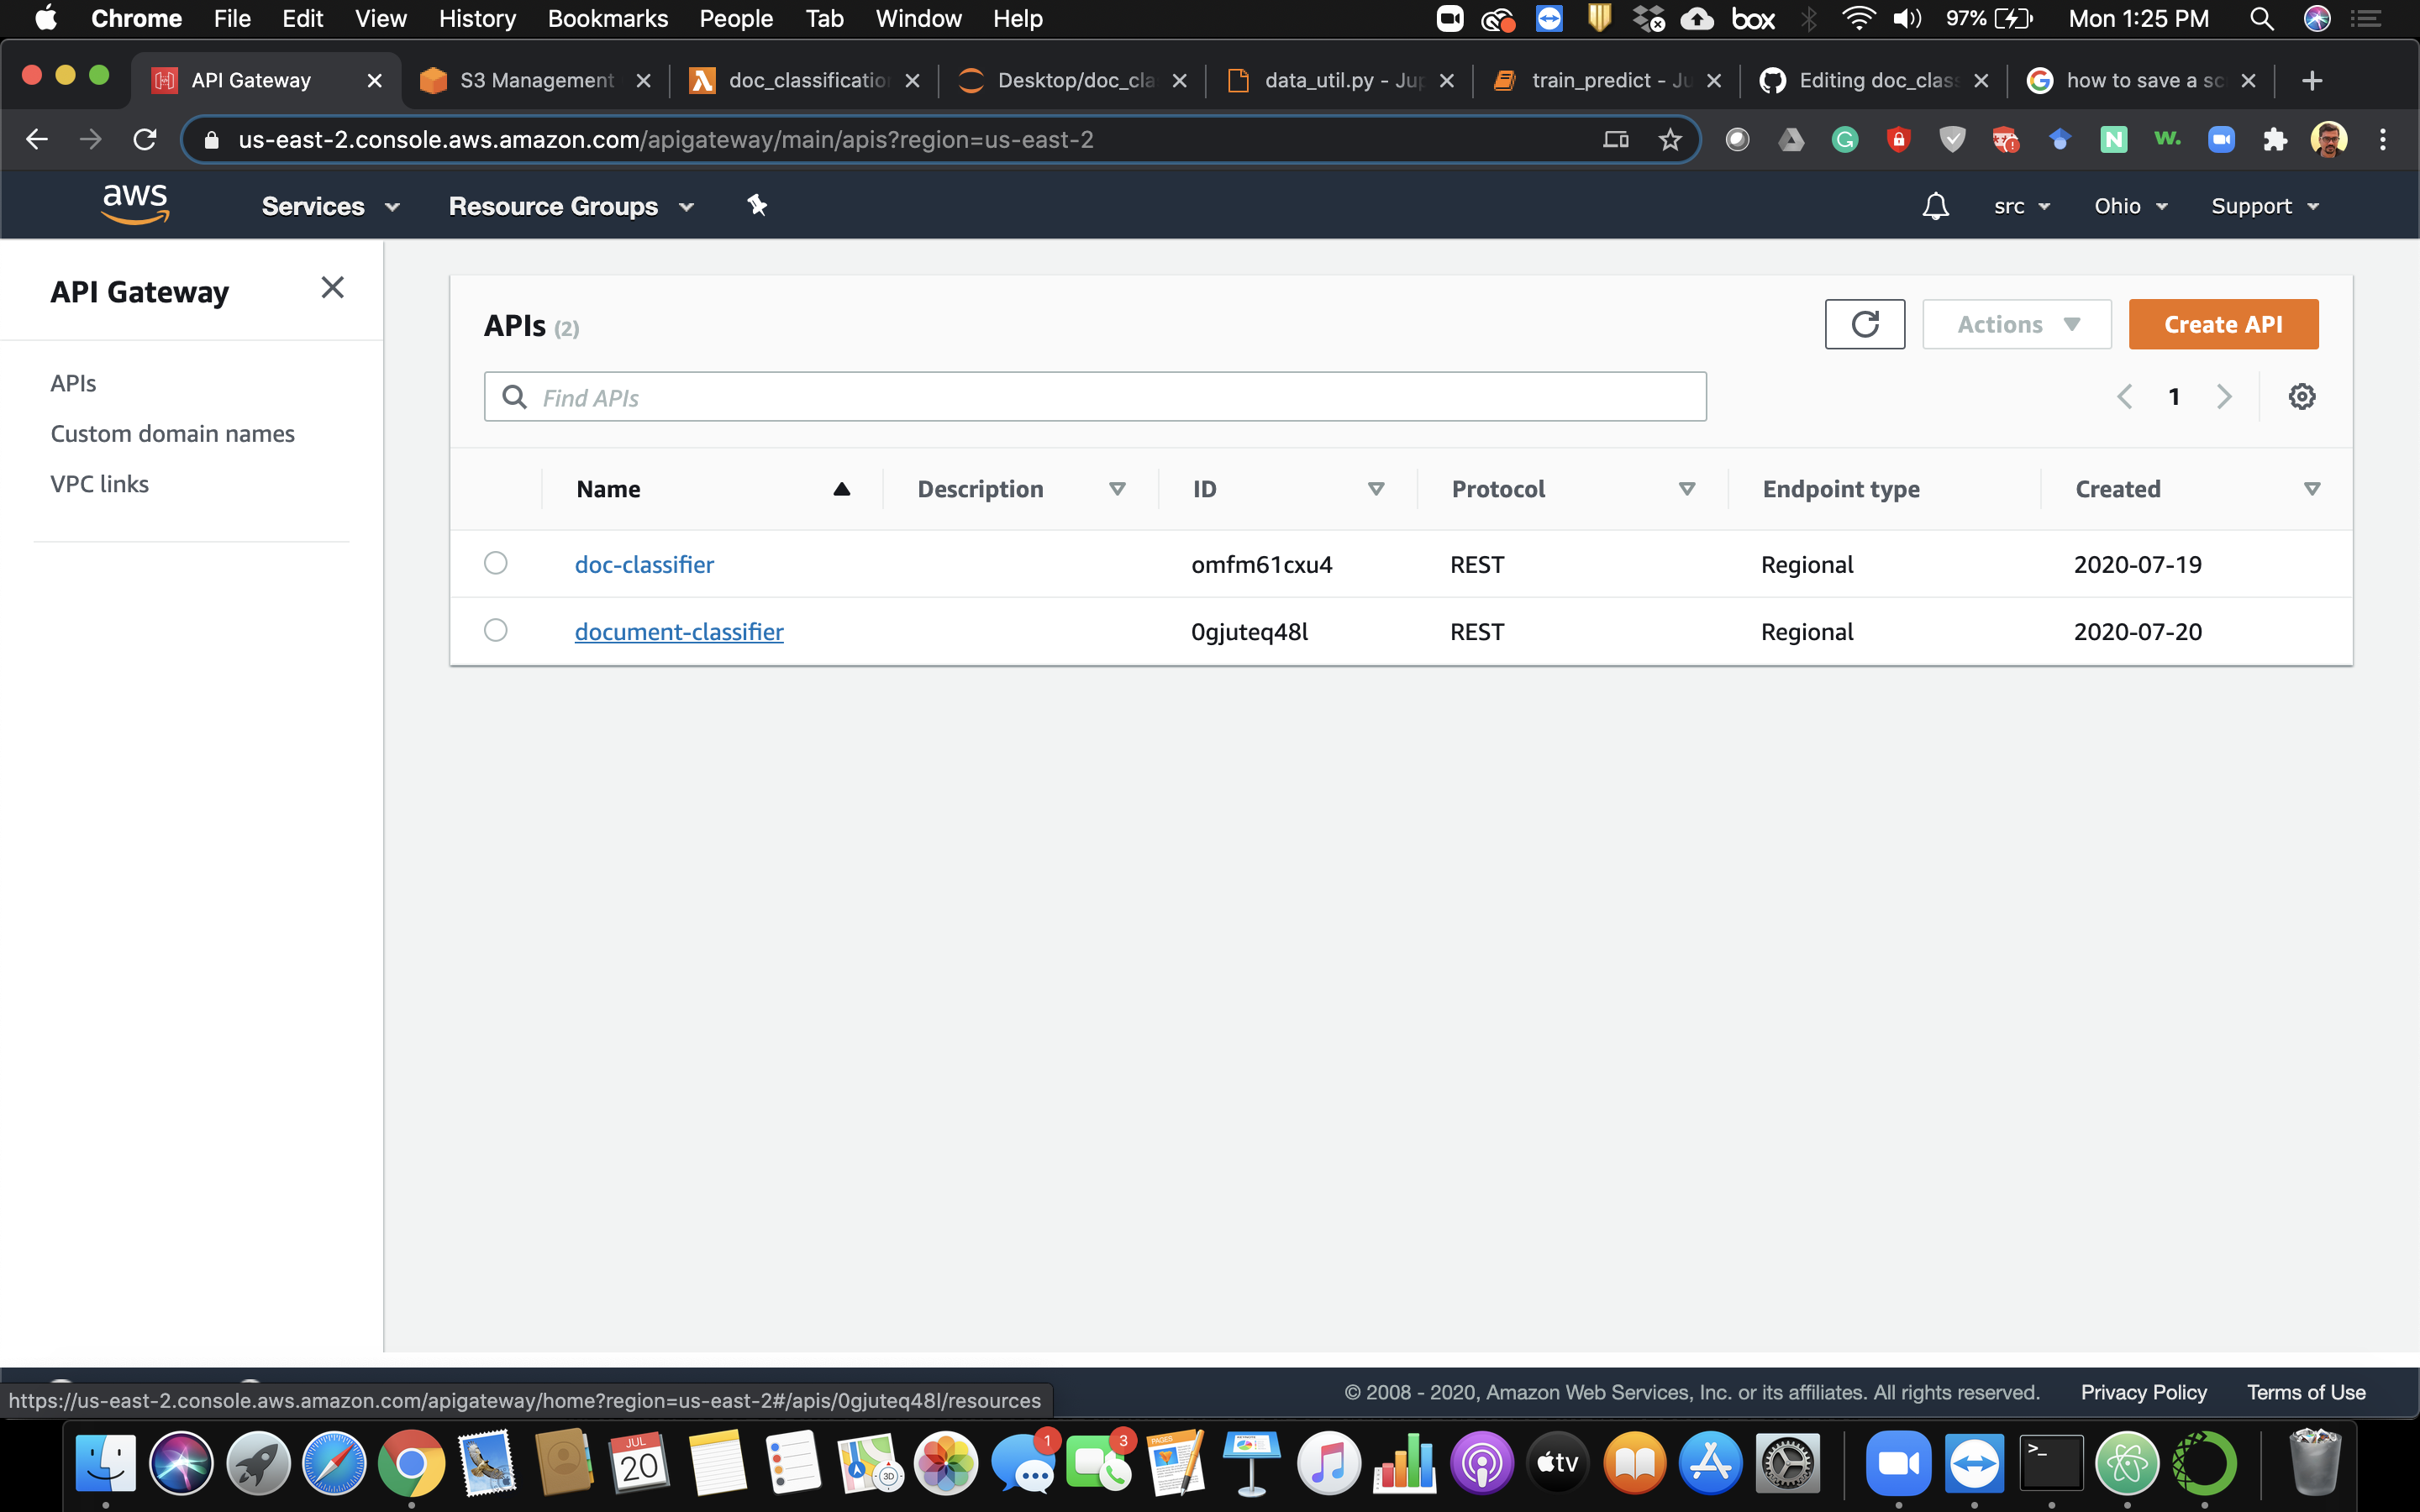 Chrome File Edit View History Bookmarks People Tab Window Help box 97% Mon 1:25 PM
API Gateway S3 Management doc_classificatio Desktop/doc_cla data_util.py - Jup train_predict - Ju Editing doc_class how to save a sc
us-east-2.console.aws.amazon.com/apigateway/main/apis?region=us-east-2
aws Services Resource Groups src Ohio Support
API Gateway
APIs
Custom domain names
VPC links
APIs (2)
Actions Create API
Find APIs
1
Name Description ID Protocol Endpoint type Created
doc-classifier omfm61cxu4 REST Regional 2020-07-19
document-classifier 0gjuteq48l REST Regional 2020-07-20
https://us-east-2.console.aws.amazon.com/apigateway/home?region=us-east-2#/apis/0gjuteq48l/resources
© 2008 - 2020, Amazon Web Services, Inc. or its affiliates. All rights reserved. Privacy Policy Terms of Use
JUL
20
3D
1
3
PAGES
tv